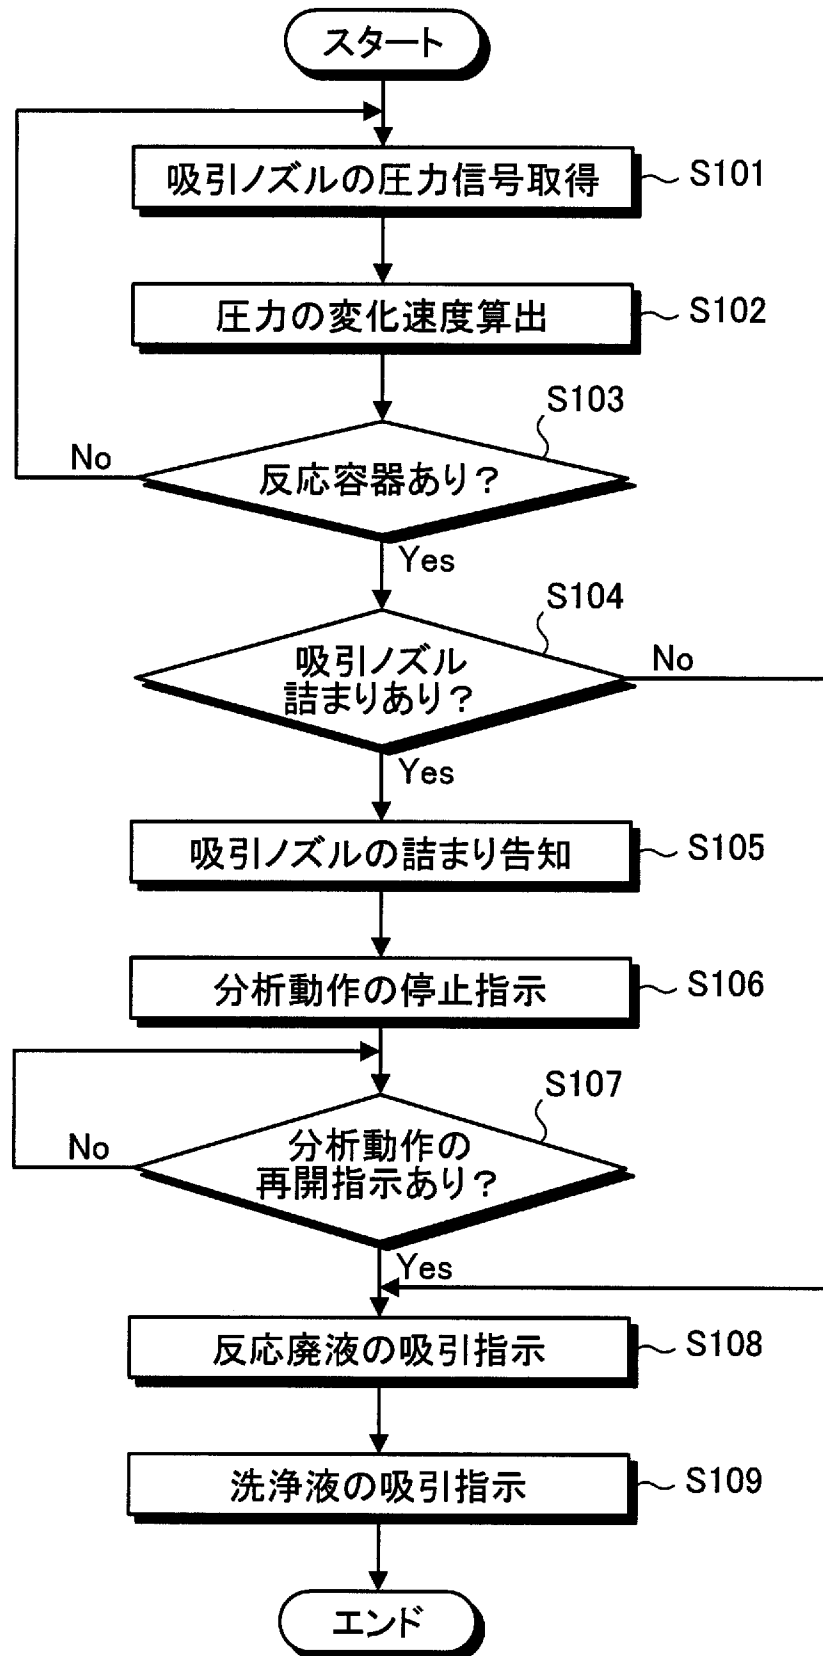 スタート
吸引ノズルの圧力信号取得
S101
圧力の変化速度算出
S102
S103
No
反応容器あり?
Yes
S104
吸引ノズル
詰まりあり?
No
Yes
吸引ノズルの詰まり告知
S105
分析動作の停止指示
S106
S107
No
分析動作の
再開指示あり?
Yes
反応廃液の吸引指示
S108
洗浄液の吸引指示
S109
エンド